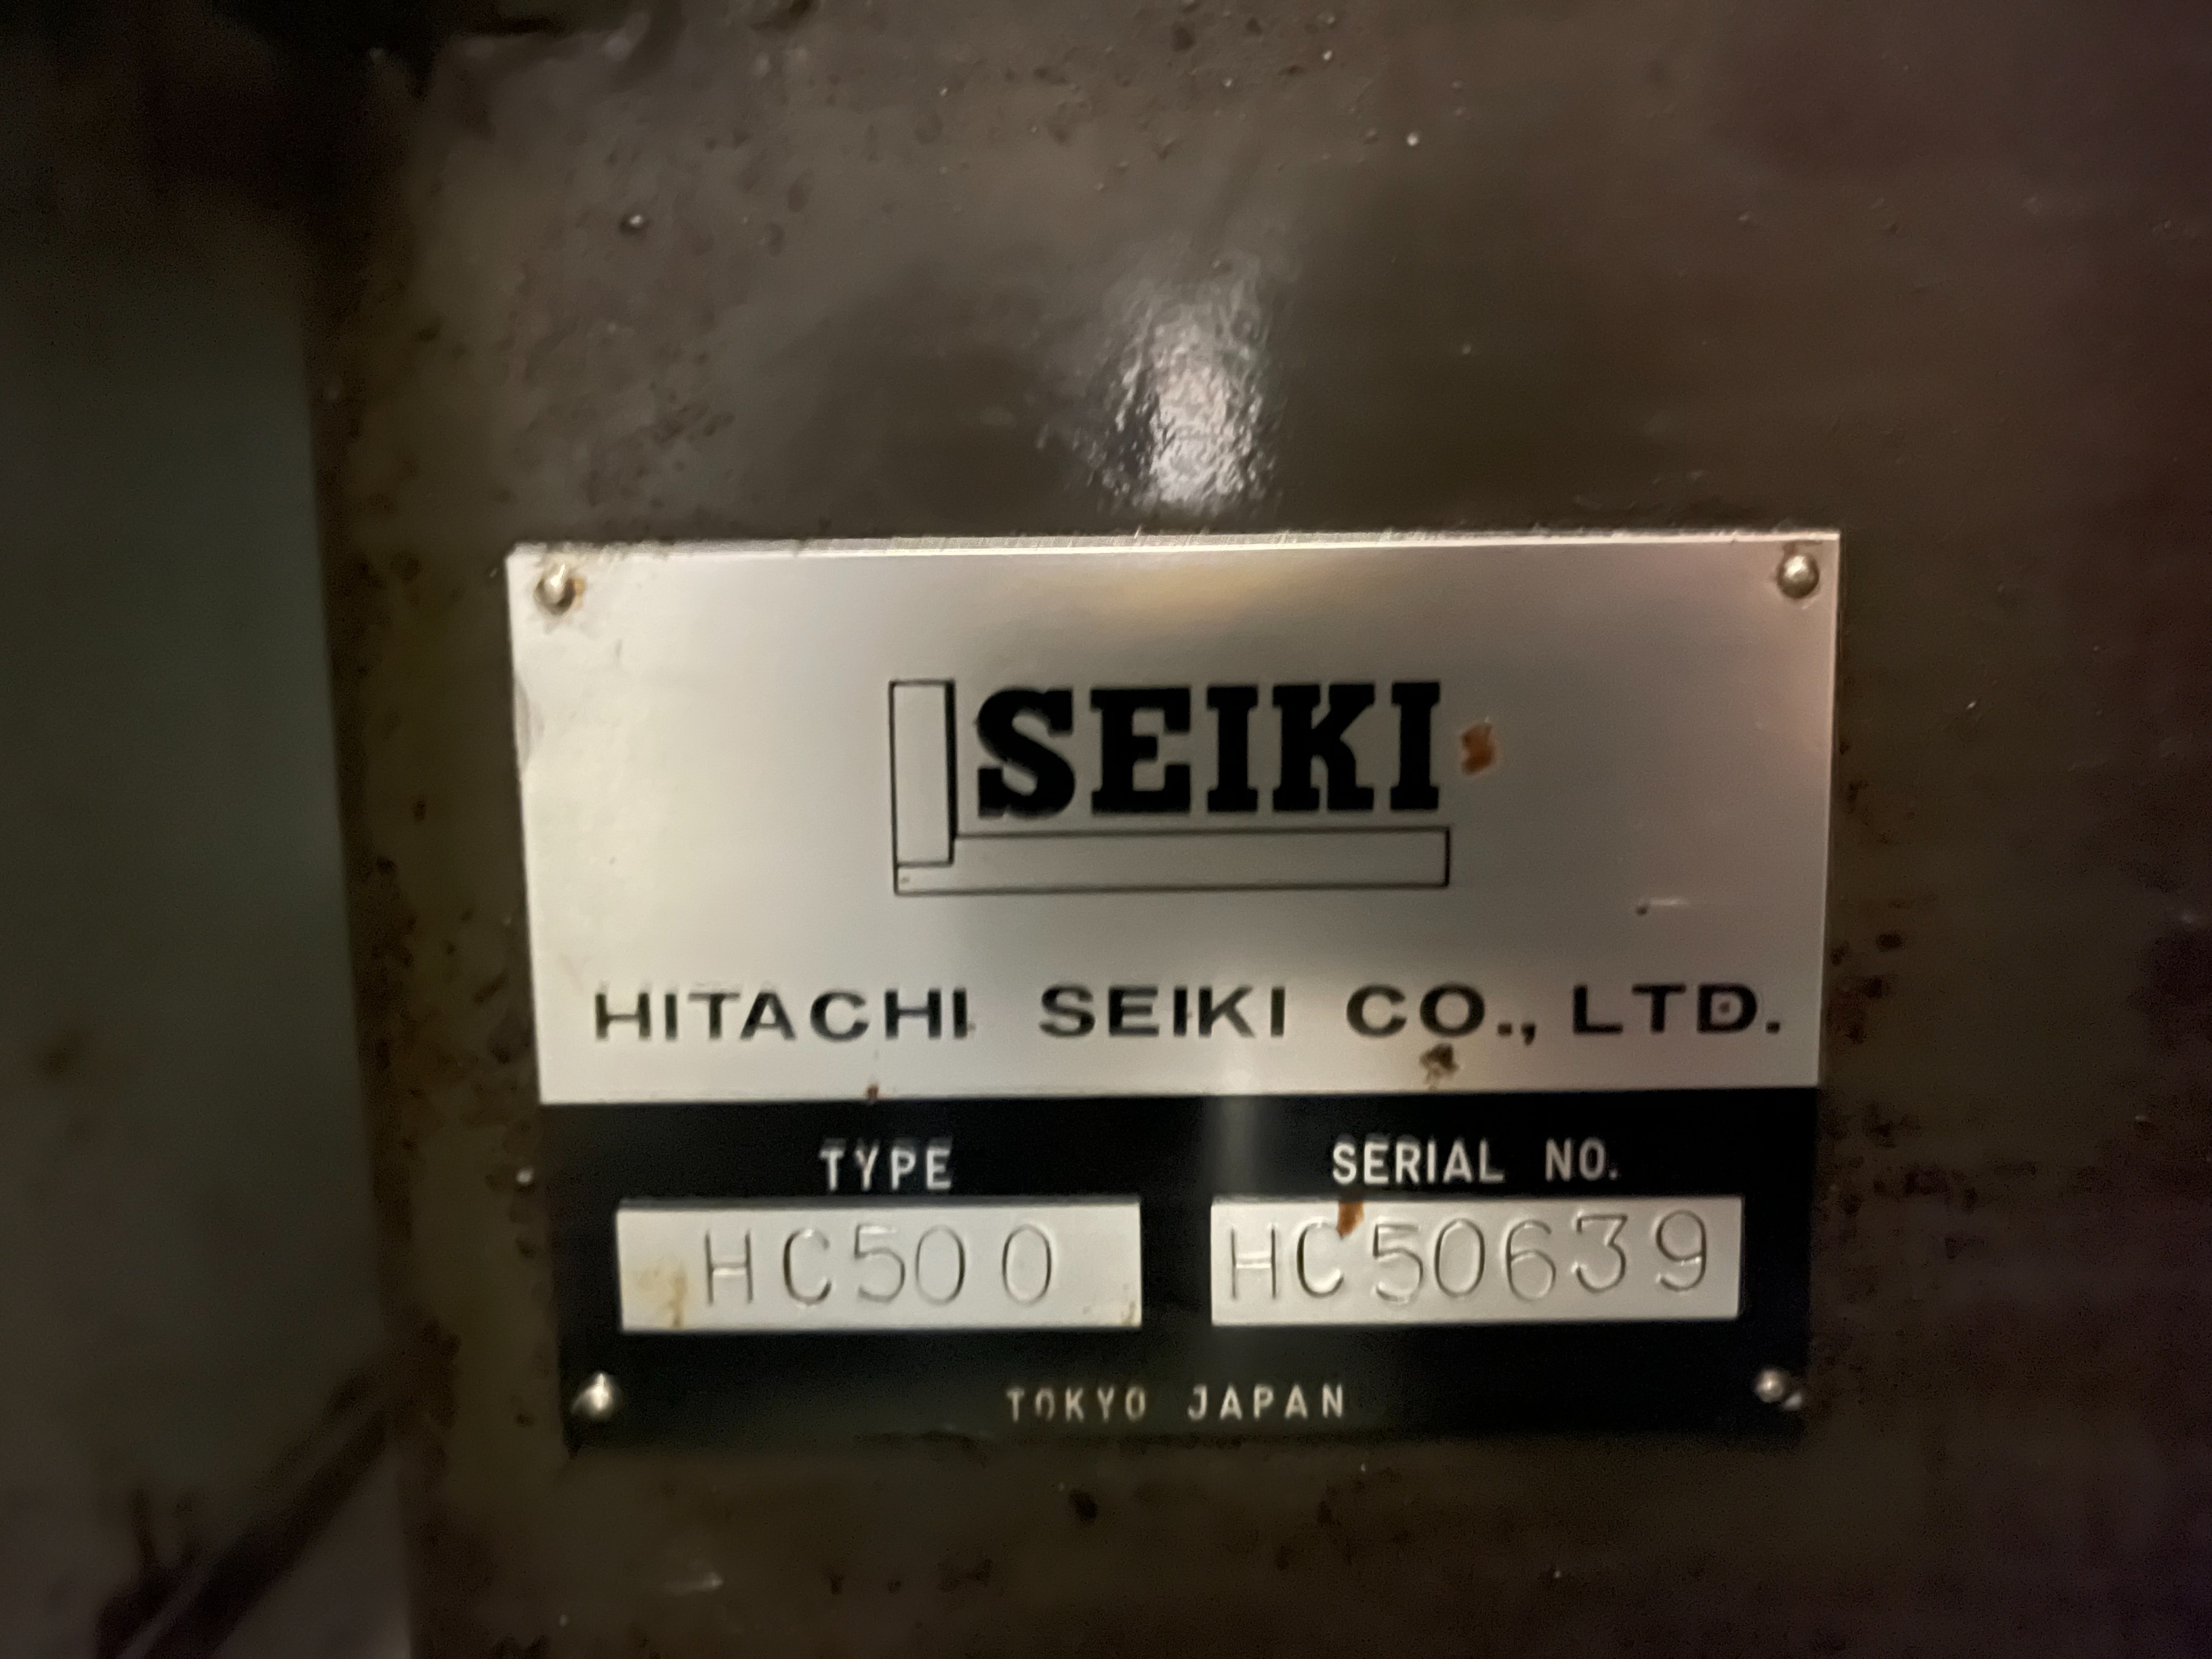 SEIKI
HITACHI SEIKI CO., LTD.
TYPE SERIAL NO.
HC500 HC50639
TOKYO JAPAN